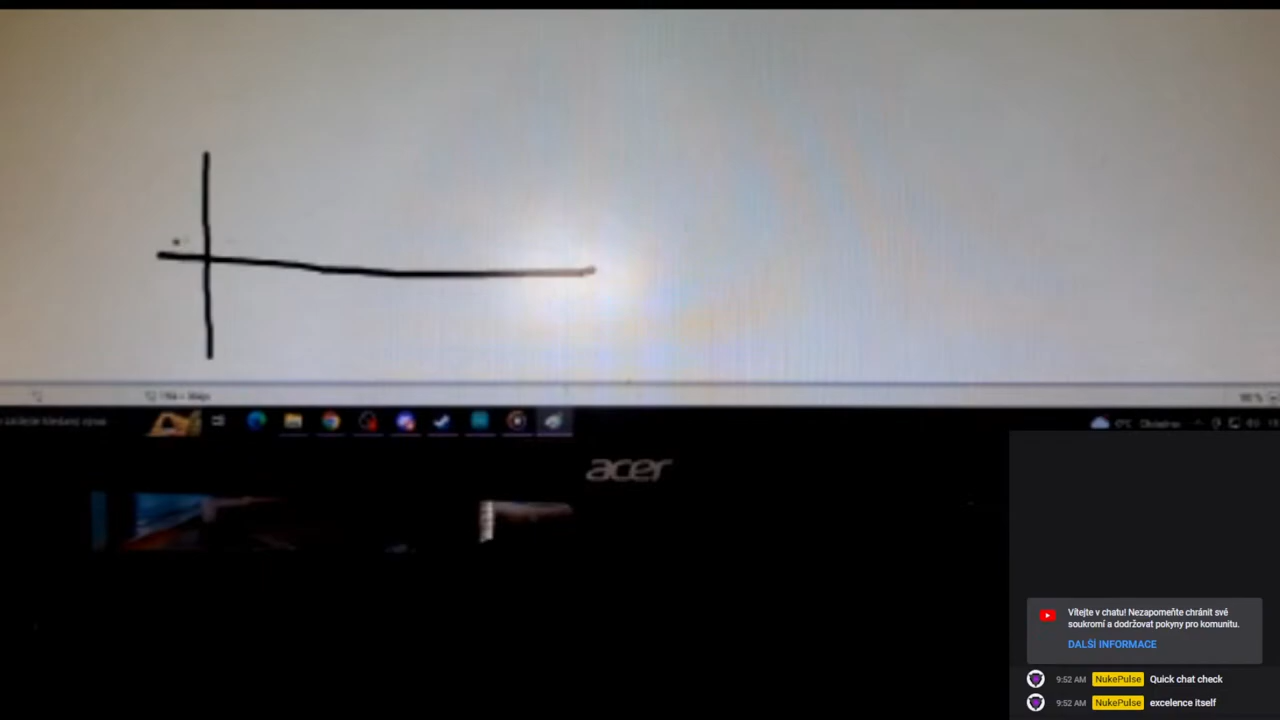 acer
Vítejte v chatu! Nezapomeňte chránit své
soukromí a dodržovat pokyny pro komunitu.
DALŠÍ INFORMACE
9:52 AM NukePulse Quick chat check
9:52 AM NukePulse excelence itself